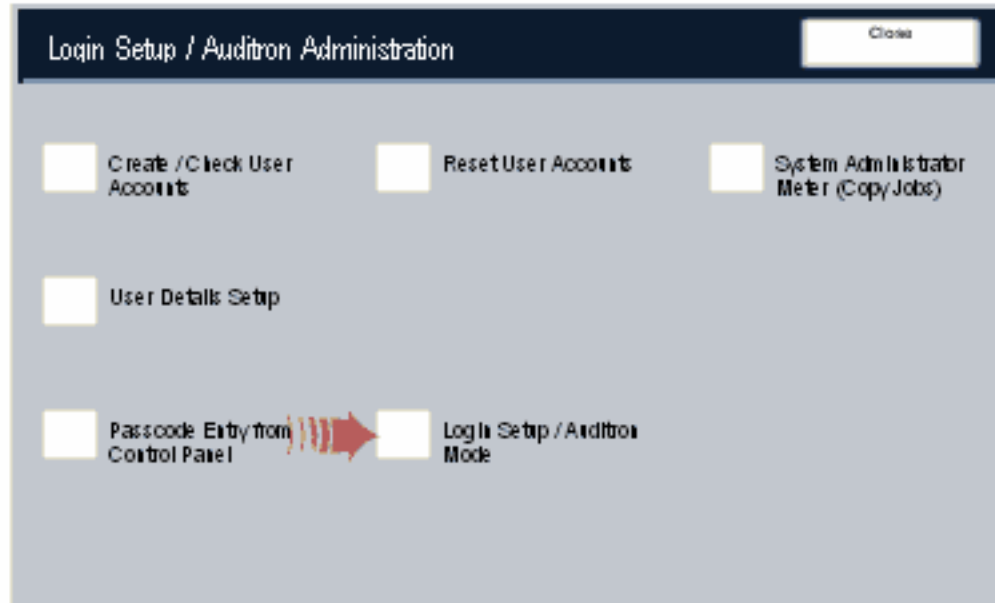 Login Setup / Auditron Administration
Close
Create / Check User
Accounts
Reset User Accounts
System Administrator
Meter (Copy Jobs)
User Details Setup
Passcode Entry from
Control Panel
Login Setup / Auditron
Mode